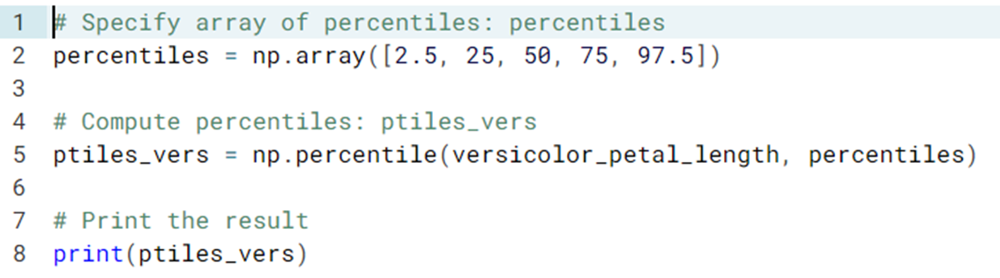 1 # Specify array of percentiles: percentiles
2 percentiles = np.array([2.5, 25, 50, 75, 97.5])
3
4 # Compute percentiles: ptiles_vers
5 ptiles_vers = np.percentile(versicolor_petal_length, percentiles)
6
7 # Print the result
8 print(ptiles_vers)